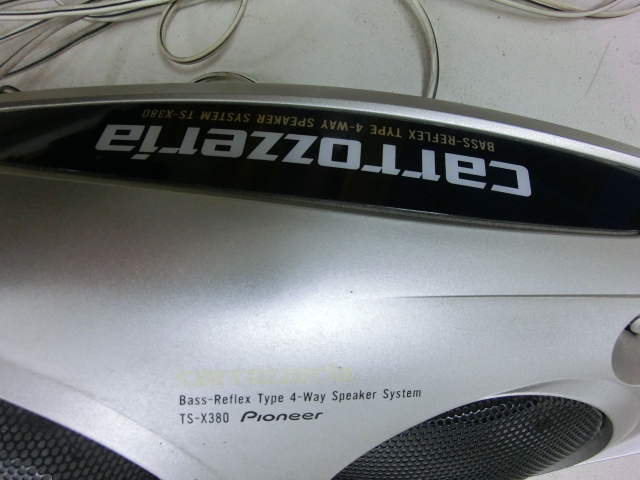 carrozzeria
BASS-REFLEX TYPE 4-WAY SPEAKER SYSTEM TS-X380
carrozzeria
Bass-Reflex Type 4-Way Speaker System
TS-X380 Pioneer